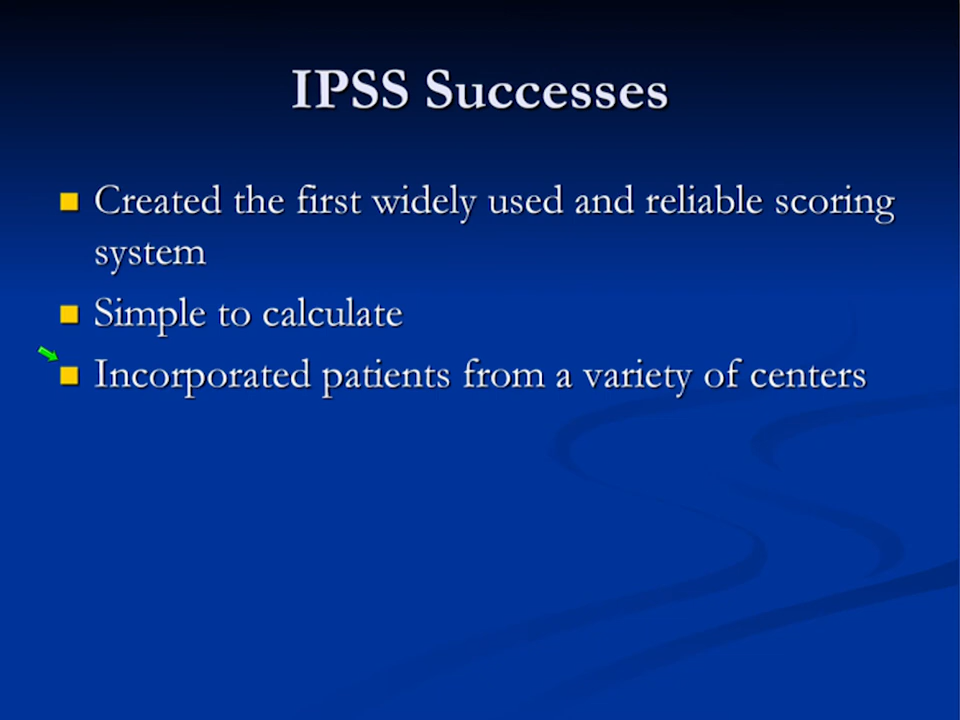 IPSS Successes
Created the first widely used and reliable scoring
system
Simple to calculate
Incorporated patients from a variety of centers